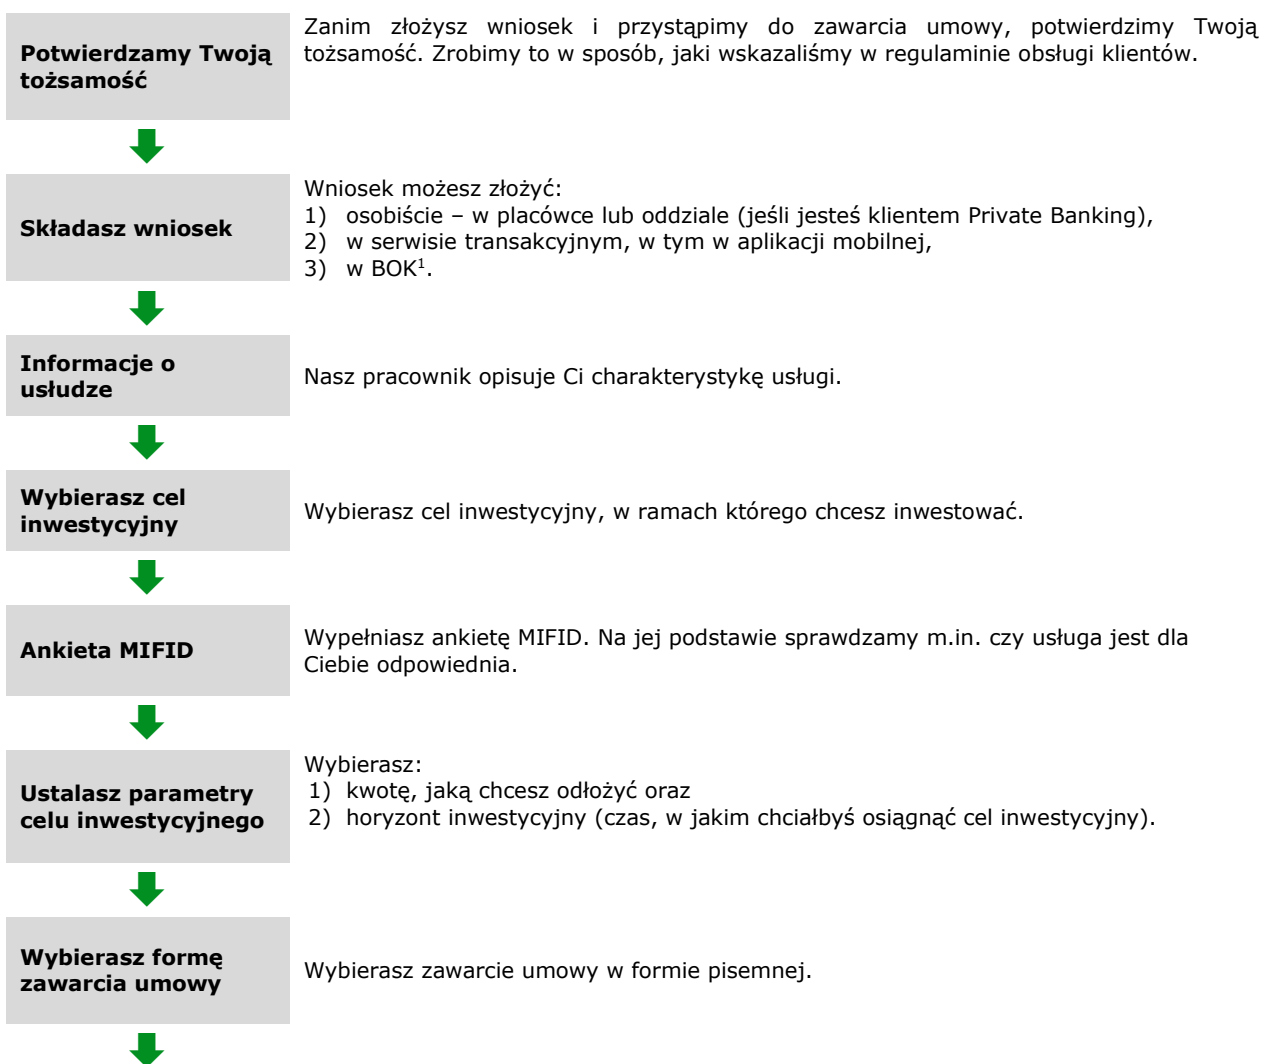 Potwierdzamy Twoją
tożsamość
Zanim złożysz wniosek i przystąpimy do zawarcia umowy, potwierdzimy Twoją
tożsamość. Zrobimy to w sposób, jaki wskazaliśmy w regulaminie obsługi klientów.
Składasz wniosek
Wniosek możesz złożyć:
1) osobiście – w placówce lub oddziale (jeśli jesteś klientem Private Banking),
2) w serwisie transakcyjnym, w tym w aplikacji mobilnej,
3) w BOK¹.
Informacje o
usłudze
Nasz pracownik opisuje Ci charakterystykę usługi.
Wybierasz cel
inwestycyjny
Wybierasz cel inwestycyjny, w ramach którego chcesz inwestować.
Ankieta MIFID
Wypełniasz ankietę MIFID. Na jej podstawie sprawdzamy m.in. czy usługa jest dla
Ciebie odpowiednia.
Ustalasz parametry
celu inwestycyjnego
Wybierasz:
1) kwotę, jaką chcesz odłożyć oraz
2) horyzont inwestycyjny (czas, w jakim chciałbyś osiągnąć cel inwestycyjny).
Wybierasz formę
zawarcia umowy
Wybierasz zawarcie umowy w formie pisemnej.